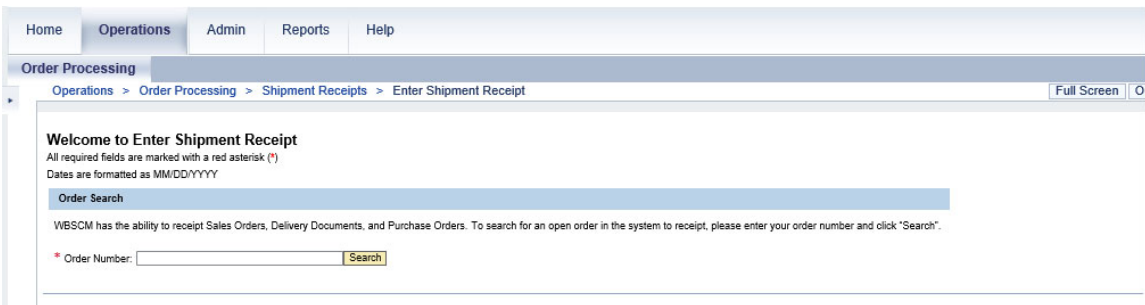 Home Operations Admin Reports Help
Order Processing
Operations > Order Processing > Shipment Receipts > Enter Shipment Receipt Full Screen
Welcome to Enter Shipment Receipt
All required fields are marked with a red asterisk (*)
Dates are formatted as MM/DD/YYYY
Order Search
WBSCM has the ability to receipt Sales Orders, Delivery Documents, and Purchase Orders. To search for an open order in the system to receipt, please enter your order number and click "Search".
* Order Number: Search